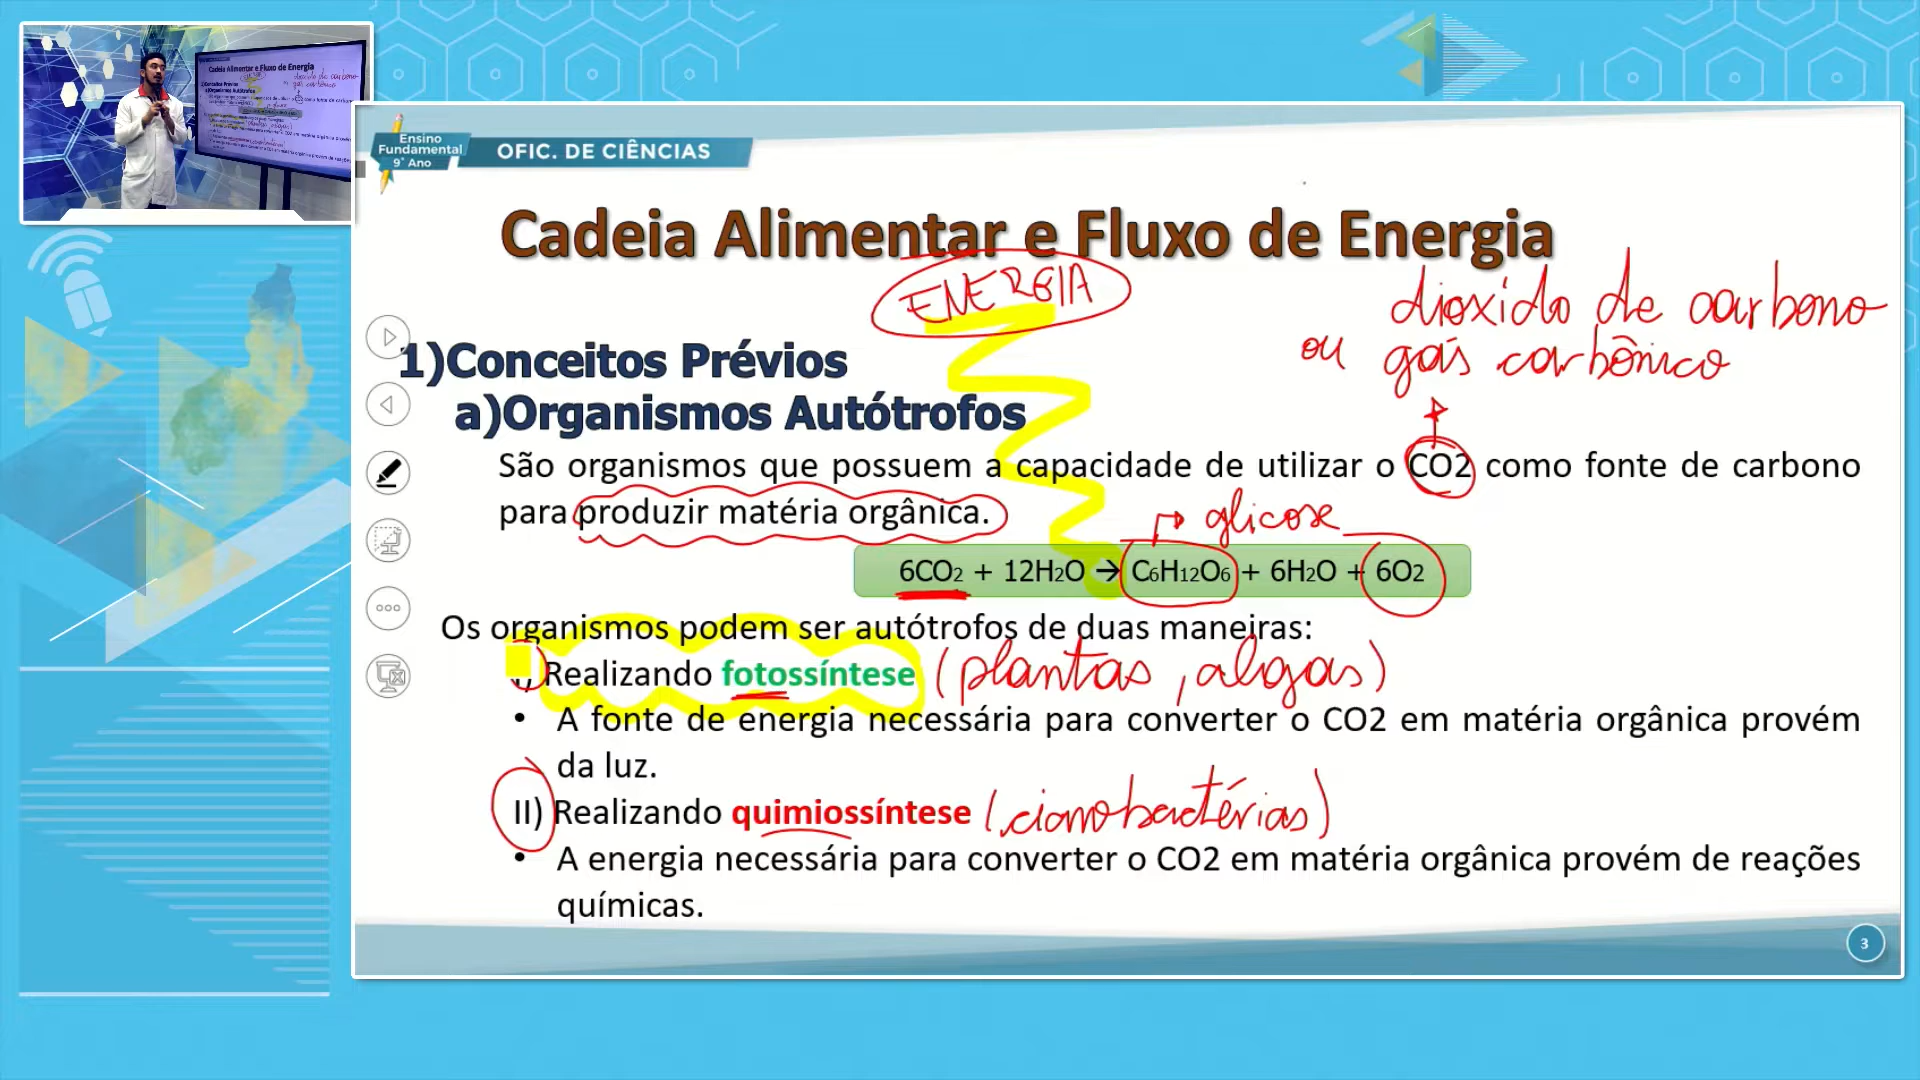 Ensino
Fundamental
9° Ano
OFIC. DE CIÊNCIAS
Cadeia Alimentar e Fluxo de Energia
ENERGIA
dióxido de carbono
ou gás carbônico
1)Conceitos Prévios
a)Organismos Autótrofos
São organismos que possuem a capacidade de utilizar o CO2 como fonte de carbono
para produzir matéria orgânica.
glicose
6CO₂ + 12H₂O → C₆H₁₂O₆ + 6H₂O + 6O₂
Os organismos podem ser autótrofos de duas maneiras:
I) Realizando fotossíntese (plantas, algas)
• A fonte de energia necessária para converter o CO2 em matéria orgânica provém
da luz.
II) Realizando quimiossíntese (cianobactérias)
• A energia necessária para converter o CO2 em matéria orgânica provém de reações
químicas.
3